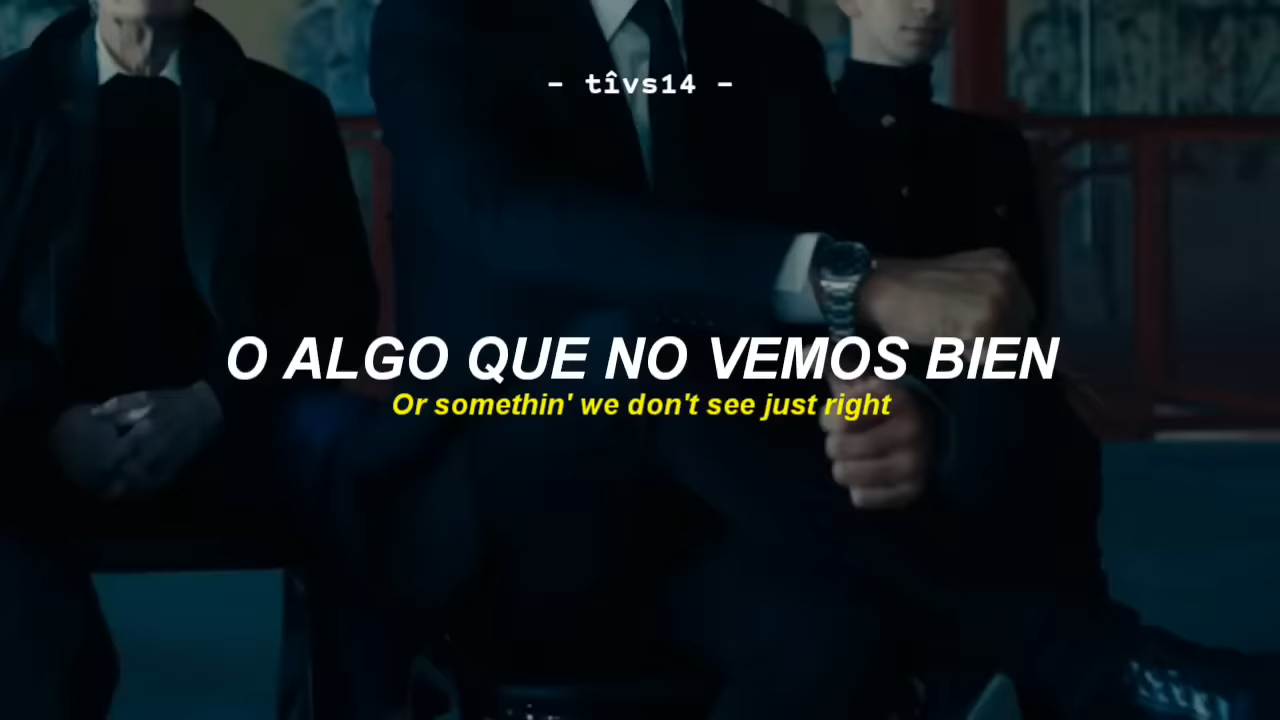 - tîvs14 -
O ALGO QUE NO VEMOS BIEN
Or somethin' we don't see just right